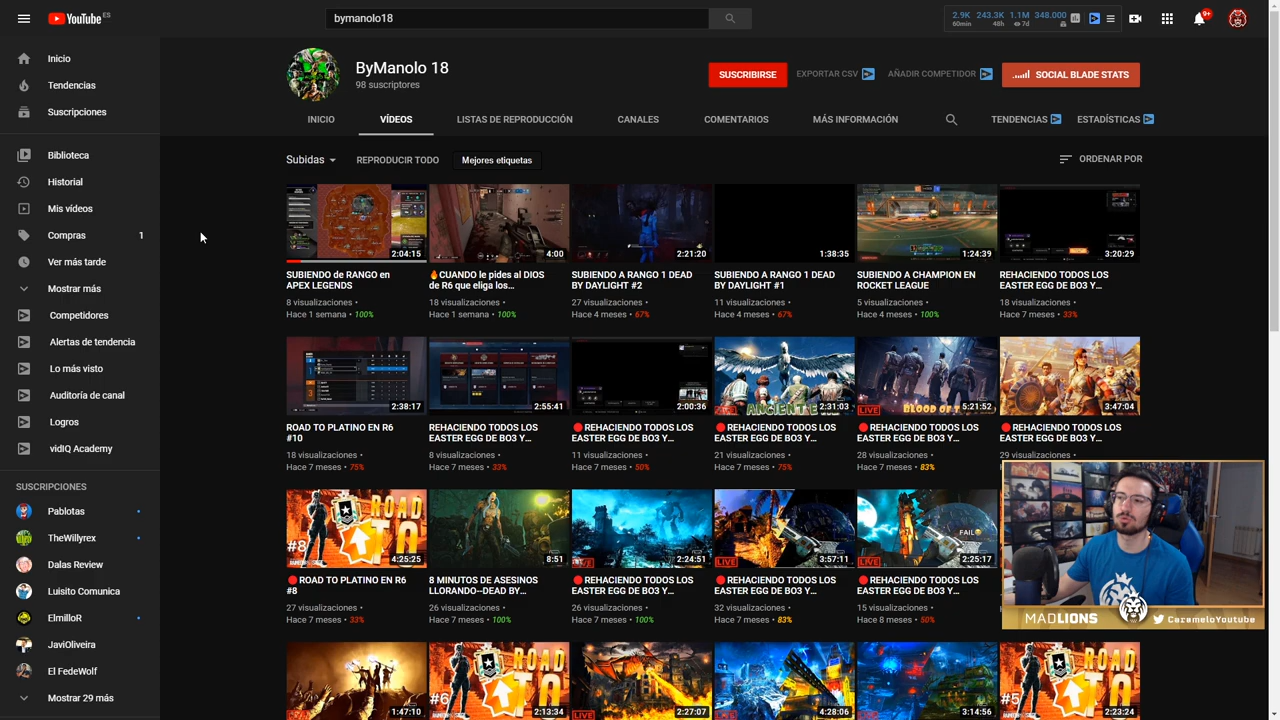 YouTube ES
bymanolo18
2.9K 243.3K 1.1M 348.000
60min 48h 7d
9+
Inicio
Tendencias
Suscripciones
Biblioteca
Historial
Mis vídeos
Compras 1
Ver más tarde
Mostrar más
Competidores
Alertas de tendencia
Lo más visto
Auditoría de canal
Logros
vidIQ Academy
SUSCRIPCIONES
Pablotas
TheWillyrex
Dalas Review
Luisito Comunica
ElmilloR
JaviOliveira
El FedeWolf
Mostrar 29 más
ByManolo 18
98 suscriptores
SUSCRIBIRSE
EXPORTAR CSV
AÑADIR COMPETIDOR
SOCIAL BLADE STATS
INICIO VÍDEOS LISTAS DE REPRODUCCIÓN CANALES COMENTARIOS MÁS INFORMACIÓN TENDENCIAS ESTADÍSTICAS
Subidas REPRODUCIR TODO Mejores etiquetas ORDENAR POR
2:04:15
SUBIENDO de RANGO en
APEX LEGENDS
8 visualizaciones •
Hace 1 semana • 100%
4:00
🔥CUANDO le pides al DIOS
de R6 que eliga los…
18 visualizaciones •
Hace 1 semana • 100%
2:21:20
SUBIENDO A RANGO 1 DEAD
BY DAYLIGHT #2
27 visualizaciones •
Hace 4 meses • 67%
1:38:35
SUBIENDO A RANGO 1 DEAD
BY DAYLIGHT #1
11 visualizaciones •
Hace 4 meses • 67%
1:24:39
SUBIENDO A CHAMPION EN
ROCKET LEAGUE
5 visualizaciones •
Hace 4 meses • 100%
3:20:29
REHACIENDO TODOS LOS
EASTER EGG DE BO3 Y…
18 visualizaciones •
Hace 7 meses • 33%
2:38:17
ROAD TO PLATINO EN R6
#10
18 visualizaciones •
Hace 7 meses • 75%
2:55:41
REHACIENDO TODOS LOS
EASTER EGG DE BO3 Y…
8 visualizaciones •
Hace 7 meses • 33%
2:00:36
🔴REHACIENDO TODOS LOS
EASTER EGG DE BO3 Y…
11 visualizaciones •
Hace 7 meses • 50%
2:31:03
🔴REHACIENDO TODOS LOS
EASTER EGG DE BO3 Y…
21 visualizaciones •
Hace 7 meses • 75%
LIVE
BLOOD OF
5:21:52
🔴REHACIENDO TODOS LOS
EASTER EGG DE BO3 Y…
28 visualizaciones •
Hace 7 meses • 83%
3:47:04
🔴REHACIENDO TODOS LOS
EASTER EGG DE BO3 Y…
29 visualizaciones •
ROAD
#8
4:25:25
🔴ROAD TO PLATINO EN R6
#8
27 visualizaciones •
Hace 7 meses • 33%
8:51
8 MINUTOS DE ASESINOS
LLORANDO--DEAD BY…
26 visualizaciones •
Hace 7 meses • 100%
LIVE
2:24:51
🔴REHACIENDO TODOS LOS
EASTER EGG DE BO3 Y…
26 visualizaciones •
Hace 7 meses • 100%
LIVE
3:57:11
🔴REHACIENDO TODOS LOS
EASTER EGG DE BO3 Y…
32 visualizaciones •
Hace 7 meses • 83%
FAIL
LIVE
2:25:17
🔴REHACIENDO TODOS LOS
EASTER EGG DE BO3 Y…
15 visualizaciones •
Hace 8 meses • 50%
MADLIONS
CarameloYoutube
1:47:10
ROAD
#6
2:13:34
LIVE
2:27:07
LIVE
4:28:06
LIVE
3:14:56
ROAD
#5
2:23:24